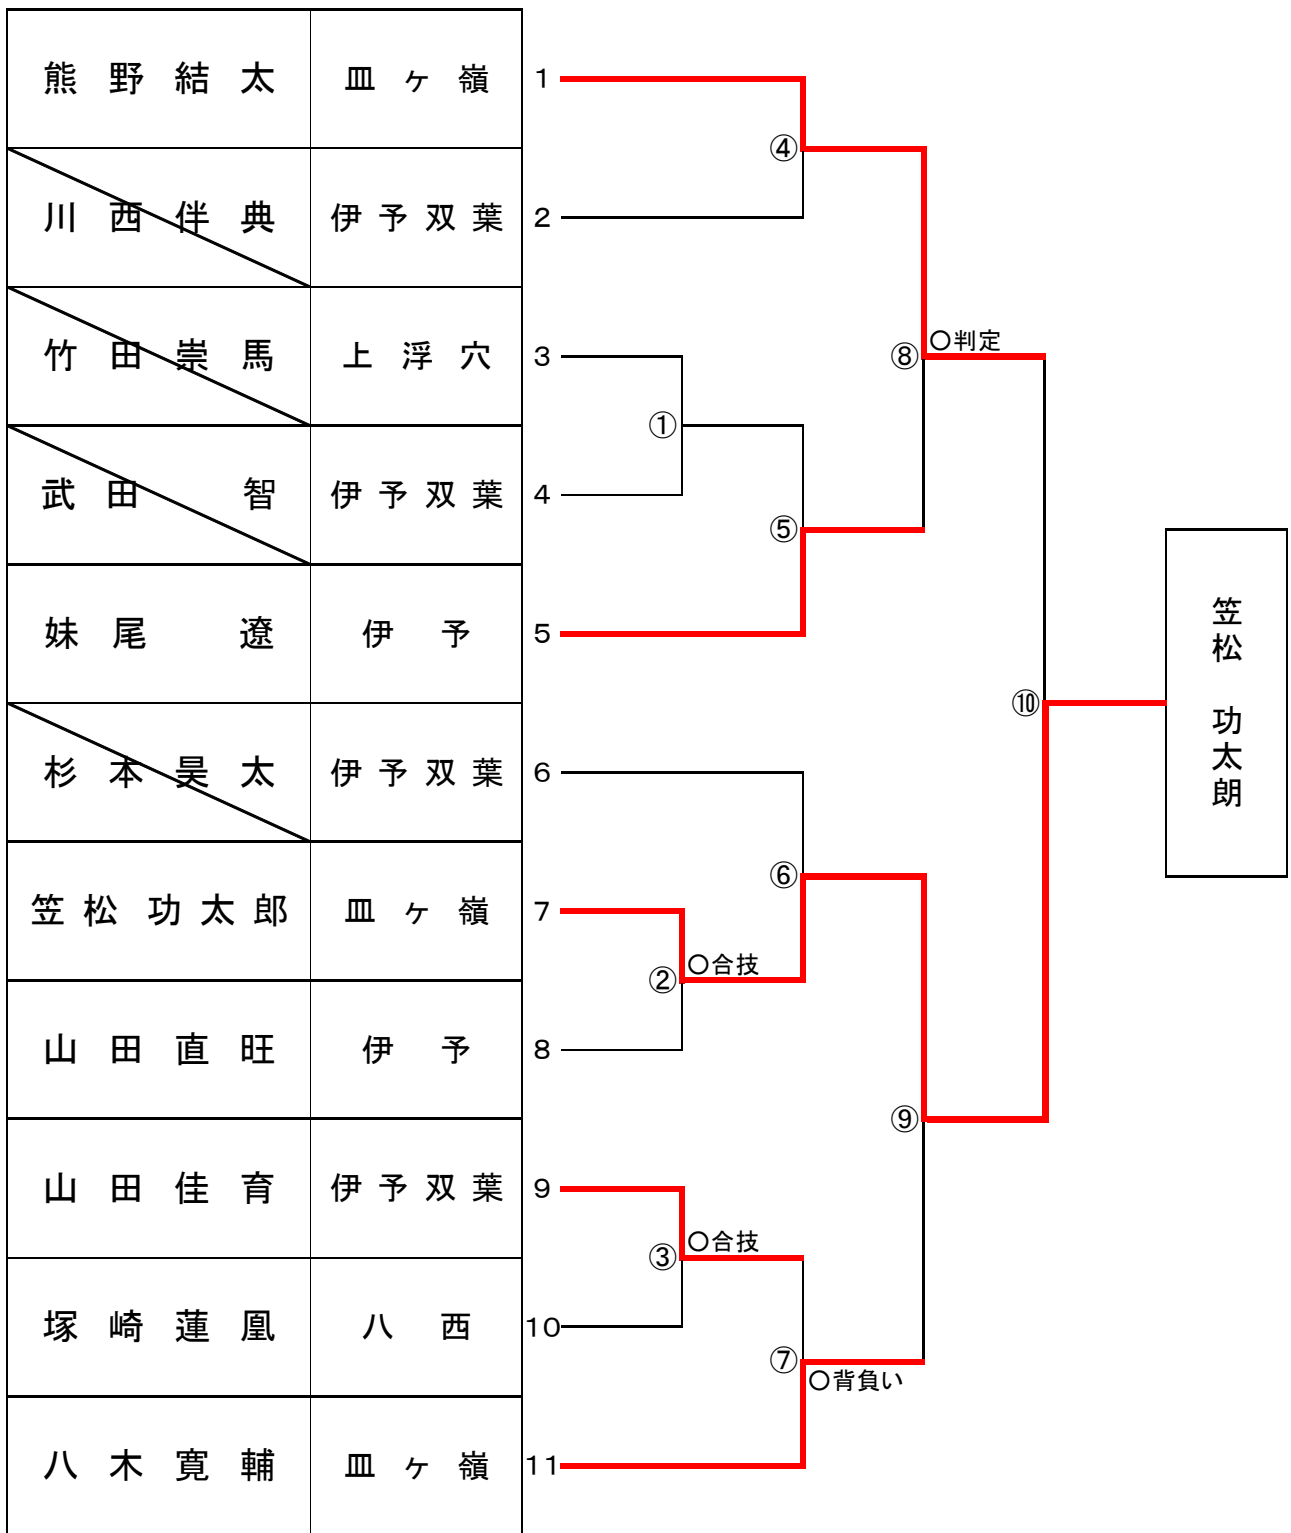 熊野結太 皿ヶ嶺 1
④
川西伴典 伊予双葉 2
竹田崇馬 上浮穴 3
⑧ ○判定
①
武田 智 伊予双葉 4
⑤
妹尾 遼 伊予 5
⑩
杉本昊太 伊予双葉 6
⑥
笠松功太郎 皿ヶ嶺 7
② ○合技
山田直旺 伊予 8
⑨
山田佳育 伊予双葉 9
③ ○合技
塚崎蓮凰 八西 10
⑦
○背負い
八木寛輔 皿ヶ嶺 11
笠松 功太朗